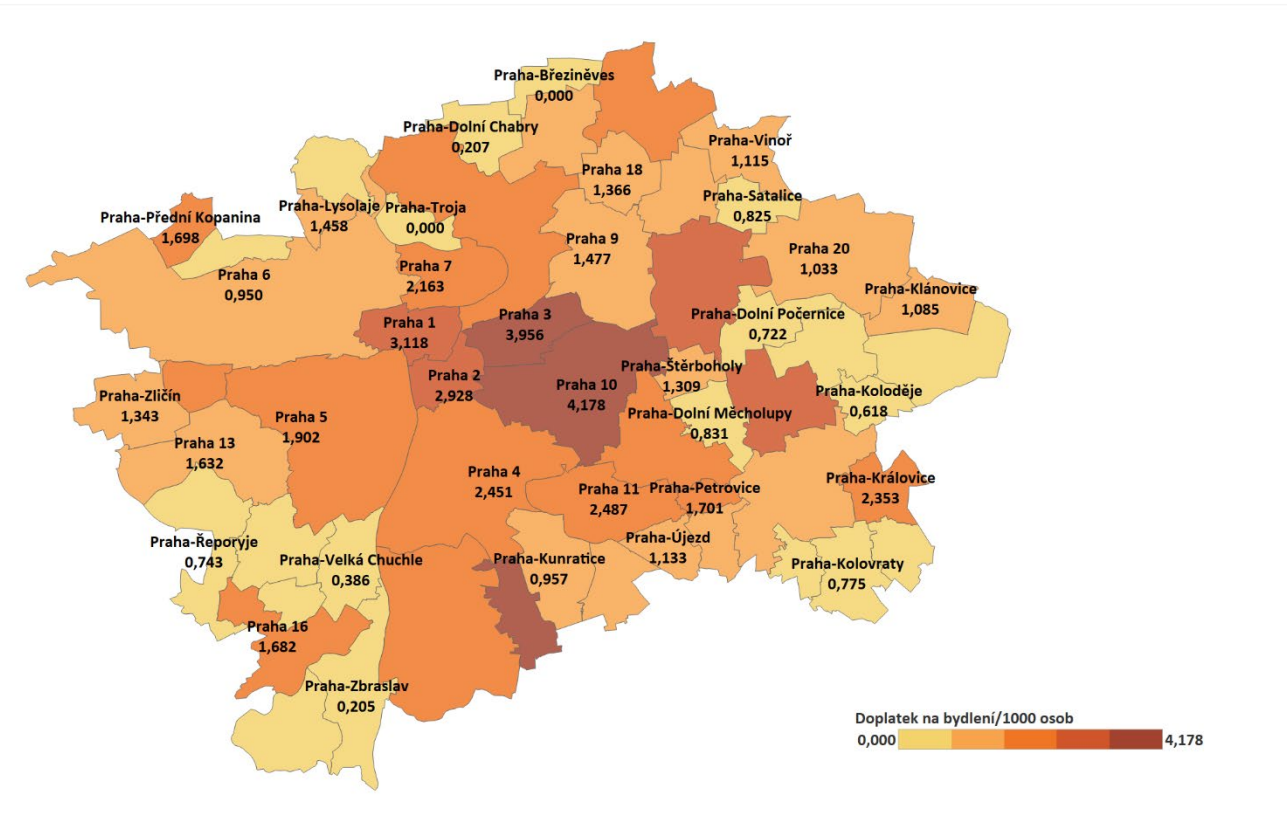 Praha-Březiněves
0,000
Praha-Dolní Chabry
0,207
Praha-Vinoř
1,115
Praha 18
1,366
Praha-Satalice
0,825
Praha-Lysolaje
1,458
Praha-Troja
0,000
Praha-Přední Kopanina
1,698
Praha 9
1,477
Praha 20
1,033
Praha 6
0,950
Praha 7
2,163
Praha-Klánovice
1,085
Praha 1
3,118
Praha 3
3,956
Praha-Dolní Počernice
0,722
Praha-Štěrboholy
1,309
Praha 2
2,928
Praha 10
4,178
Praha-Koloděje
0,618
Praha-Zličín
1,343
Praha 5
1,902
Praha-Dolní Měcholupy
0,831
Praha 13
1,632
Praha 4
2,451
Praha 11
2,487
Praha-Petrovice
1,701
Praha-Královice
2,353
Praha-Řeporyje
0,743
Praha-Velká Chuchle
0,386
Praha-Kunratice
0,957
Praha-Újezd
1,133
Praha-Kolovraty
0,775
Praha 16
1,682
Praha-Zbraslav
0,205
Doplatek na bydlení/1000 osob
0,000 4,178